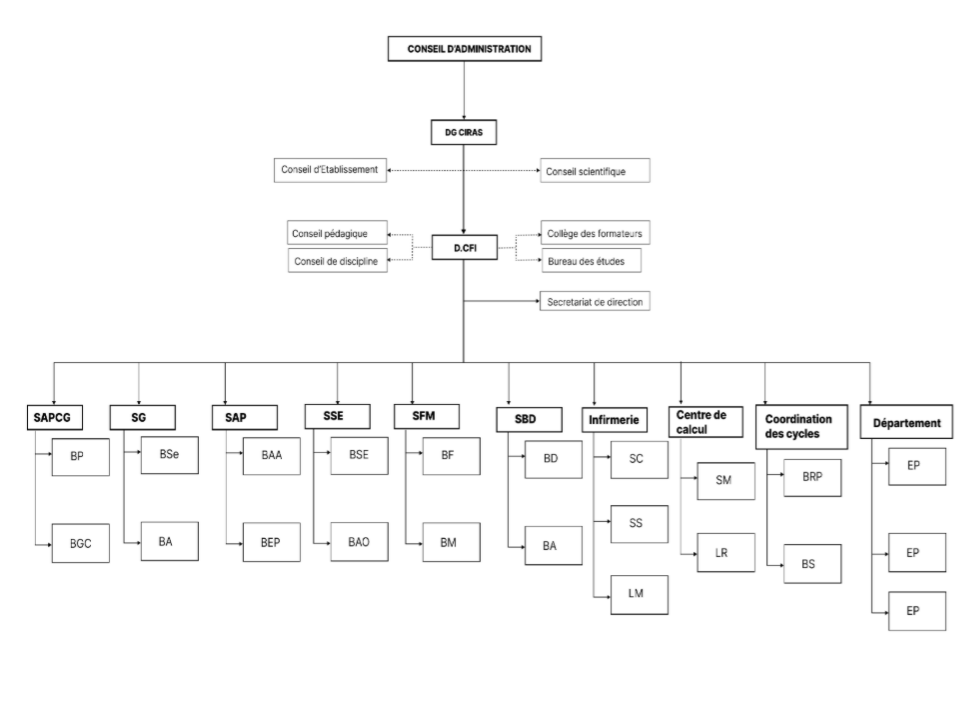 CONSEIL D'ADMINISTRATION
DG CIRAS
Conseil d'Etablissement
Conseil scientifique
Conseil pédagique
Collège des formateurs
D.CFI
Conseil de discipline
Bureau des études
Secretariat de direction
SAPCG
SG
SAP
SSE
SFM
SBD
Infirmerie
Centre de
calcul
Coordination
des cycles
Département
BP
BSe
BAA
BSE
BF
BD
SC
SM
BRP
EP
BGC
BA
BEP
BAO
BM
BA
SS
LR
BS
EP
LM
EP